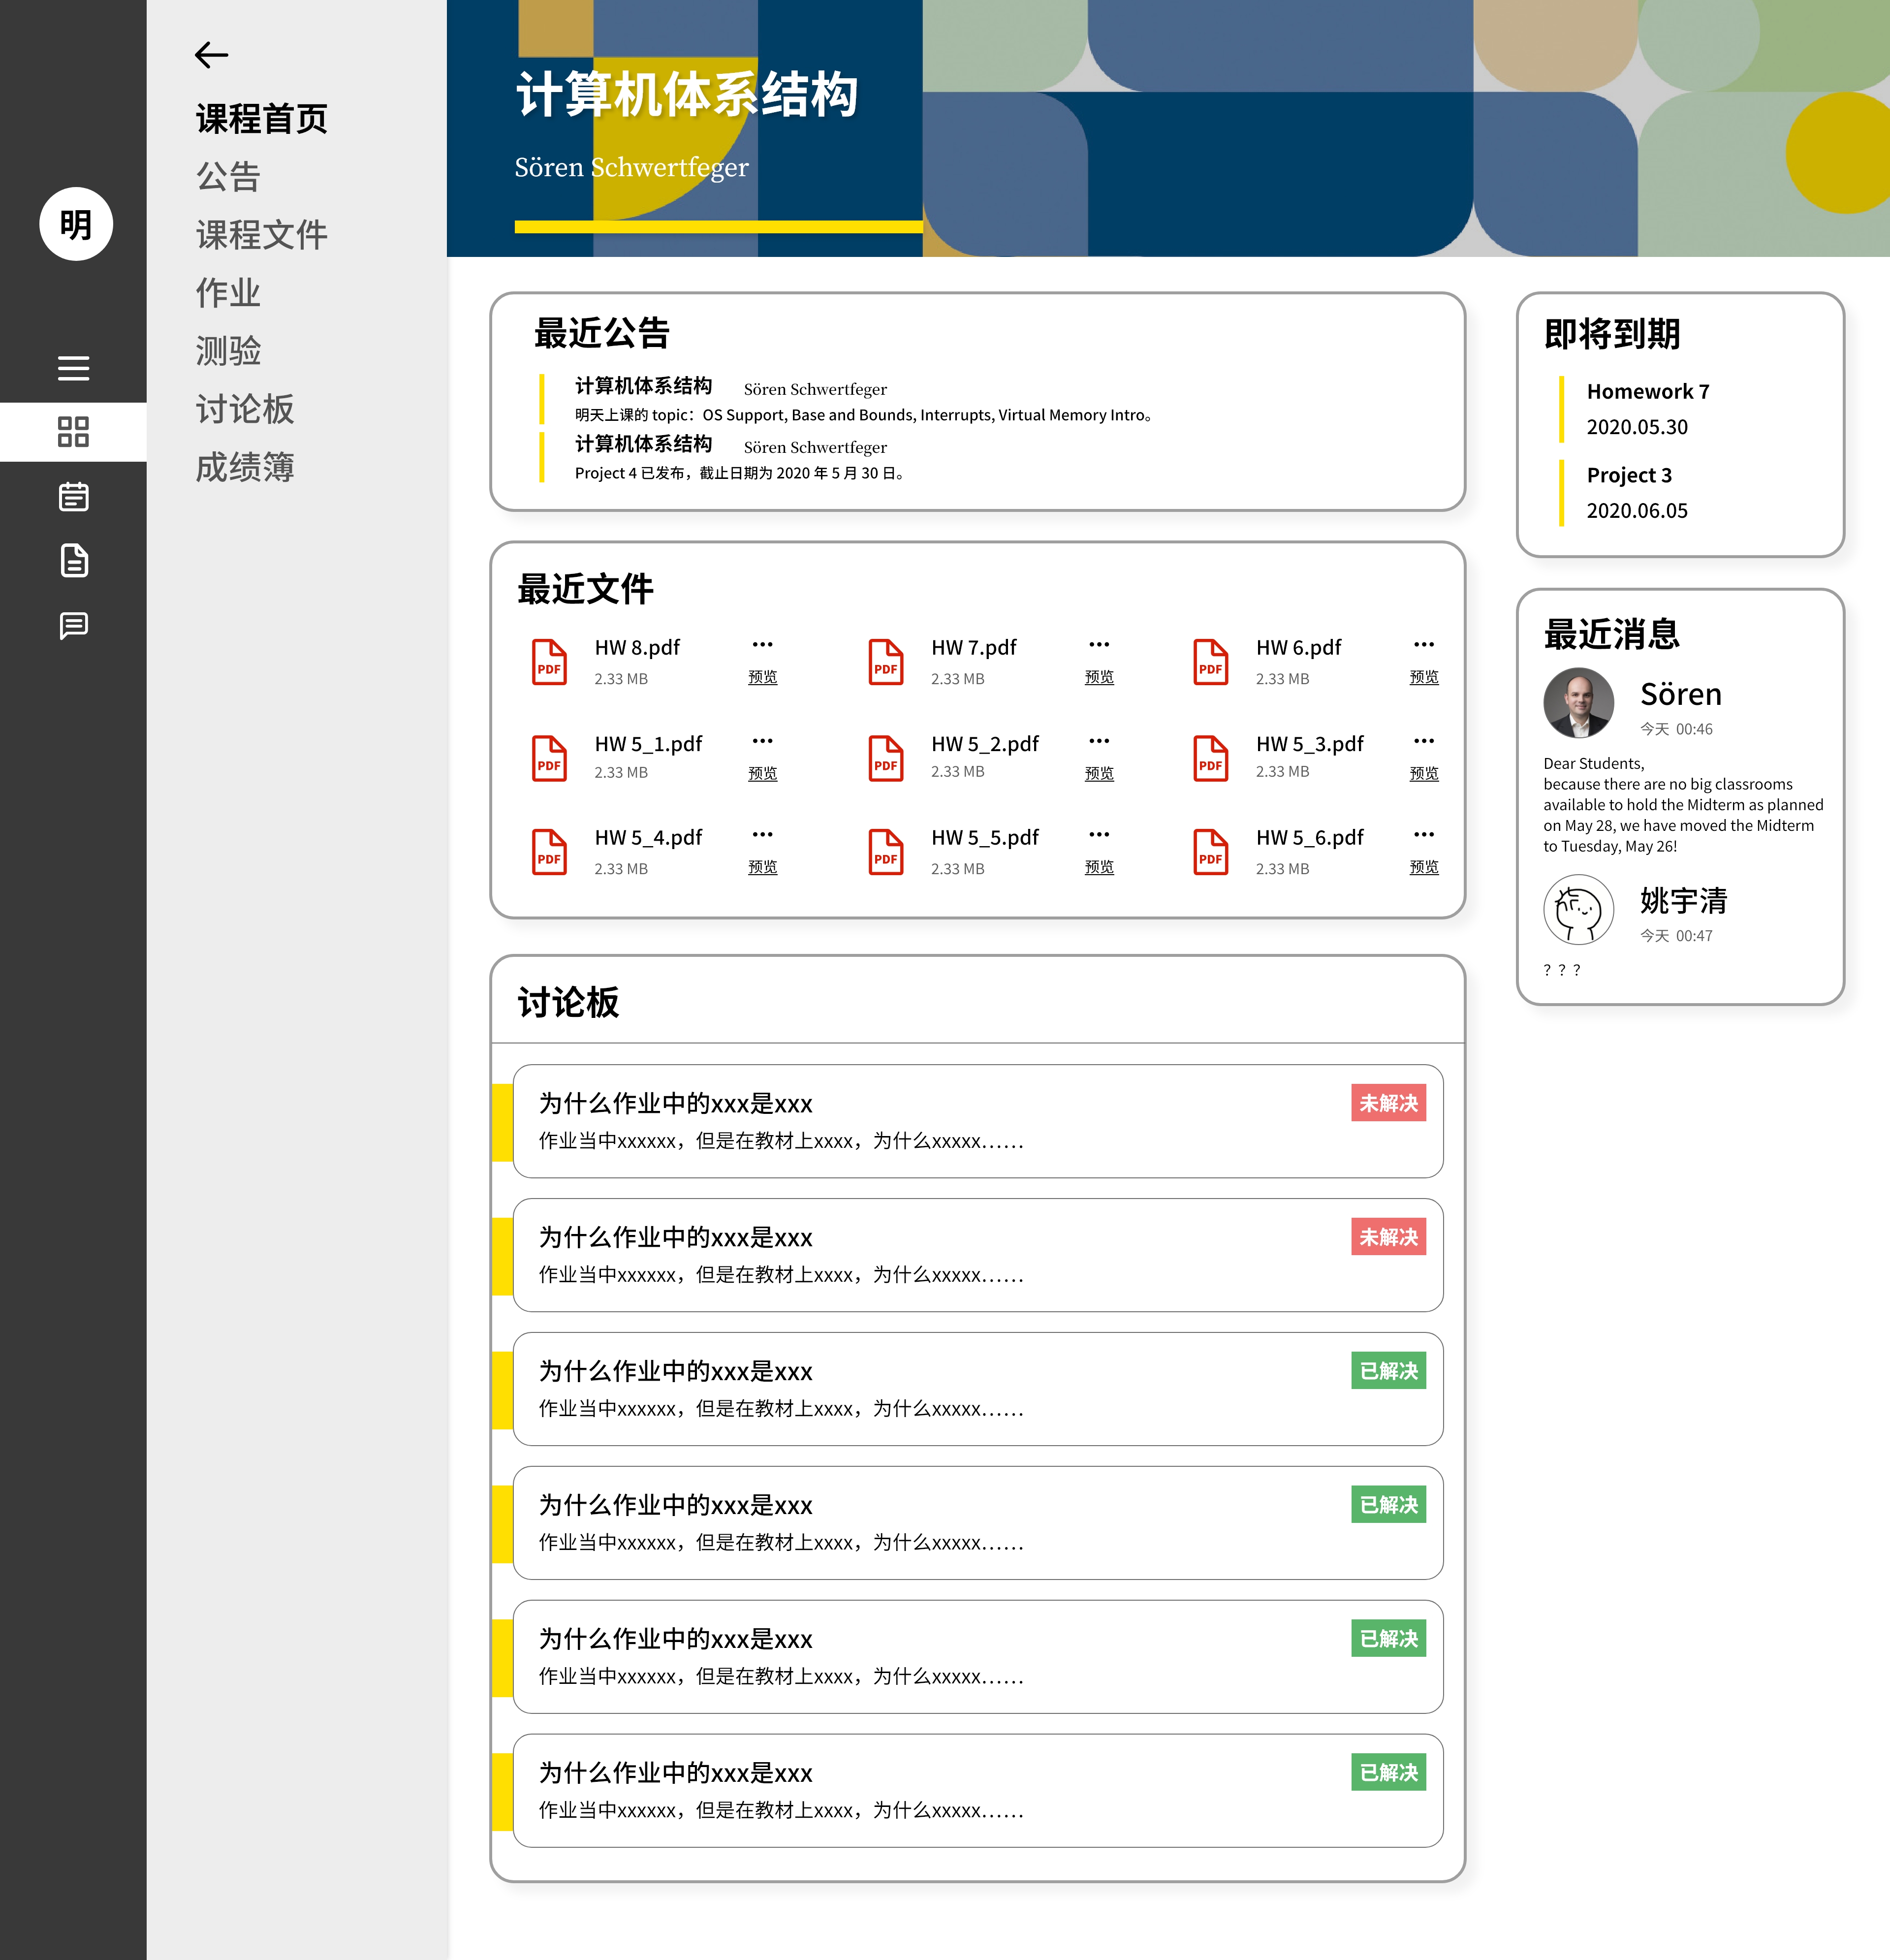 明
课程首页
公告
课程文件
作业
测验
讨论板
成绩簿
计算机体系结构
Sören Schwertfeger
最近公告
计算机体系结构 Sören Schwertfeger
明天上课的 topic：OS Support, Base and Bounds, Interrupts, Virtual Memory Intro。
计算机体系结构 Sören Schwertfeger
Project 4 已发布，截止日期为 2020 年 5 月 30 日。
最近文件
PDF HW 8.pdf ···
2.33 MB 预览
PDF HW 7.pdf ···
2.33 MB 预览
PDF HW 6.pdf ···
2.33 MB 预览
PDF HW 5_1.pdf ···
2.33 MB 预览
PDF HW 5_2.pdf ···
2.33 MB 预览
PDF HW 5_3.pdf ···
2.33 MB 预览
PDF HW 5_4.pdf ···
2.33 MB 预览
PDF HW 5_5.pdf ···
2.33 MB 预览
PDF HW 5_6.pdf ···
2.33 MB 预览
讨论板
为什么作业中的xxx是xxx 未解决
作业当中xxxxxx，但是在教材上xxxx，为什么xxxxx……
为什么作业中的xxx是xxx 未解决
作业当中xxxxxx，但是在教材上xxxx，为什么xxxxx……
为什么作业中的xxx是xxx 已解决
作业当中xxxxxx，但是在教材上xxxx，为什么xxxxx……
为什么作业中的xxx是xxx 已解决
作业当中xxxxxx，但是在教材上xxxx，为什么xxxxx……
为什么作业中的xxx是xxx 已解决
作业当中xxxxxx，但是在教材上xxxx，为什么xxxxx……
为什么作业中的xxx是xxx 已解决
作业当中xxxxxx，但是在教材上xxxx，为什么xxxxx……
即将到期
Homework 7
2020.05.30
Project 3
2020.06.05
最近消息
Sören
今天 00:46
Dear Students,
because there are no big classrooms
available to hold the Midterm as planned
on May 28, we have moved the Midterm
to Tuesday, May 26!
姚宇清
今天 00:47
？？？